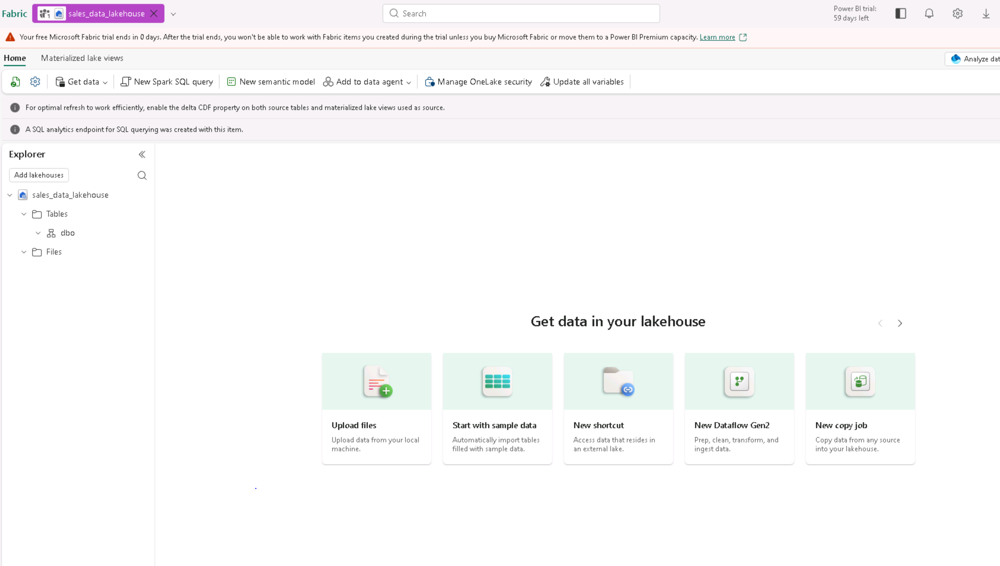 Fabric
1
sales_data_lakehouse
Search
Power BI trial:
59 days left
Your free Microsoft Fabric trial ends in 0 days. After the trial ends, you won't be able to work with Fabric items you created during the trial unless you buy Microsoft Fabric or move them to a Power BI Premium capacity. Learn more
Home
Materialized lake views
Analyze dat
Get data
New Spark SQL query
New semantic model
Add to data agent
Manage OneLake security
Update all variables
For optimal refresh to work efficiently, enable the delta CDF property on both source tables and materialized lake views used as source.
A SQL analytics endpoint for SQL querying was created with this item.
Explorer
Add lakehouses
sales_data_lakehouse
Tables
dbo
Files
Get data in your lakehouse
Upload files
Upload data from your local
machine.
Start with sample data
Automatically import tables
filled with sample data.
New shortcut
Access data that resides in
an external lake.
New Dataflow Gen2
Prep, clean, transform, and
ingest data.
New copy job
Copy data from any source
into your lakehouse.